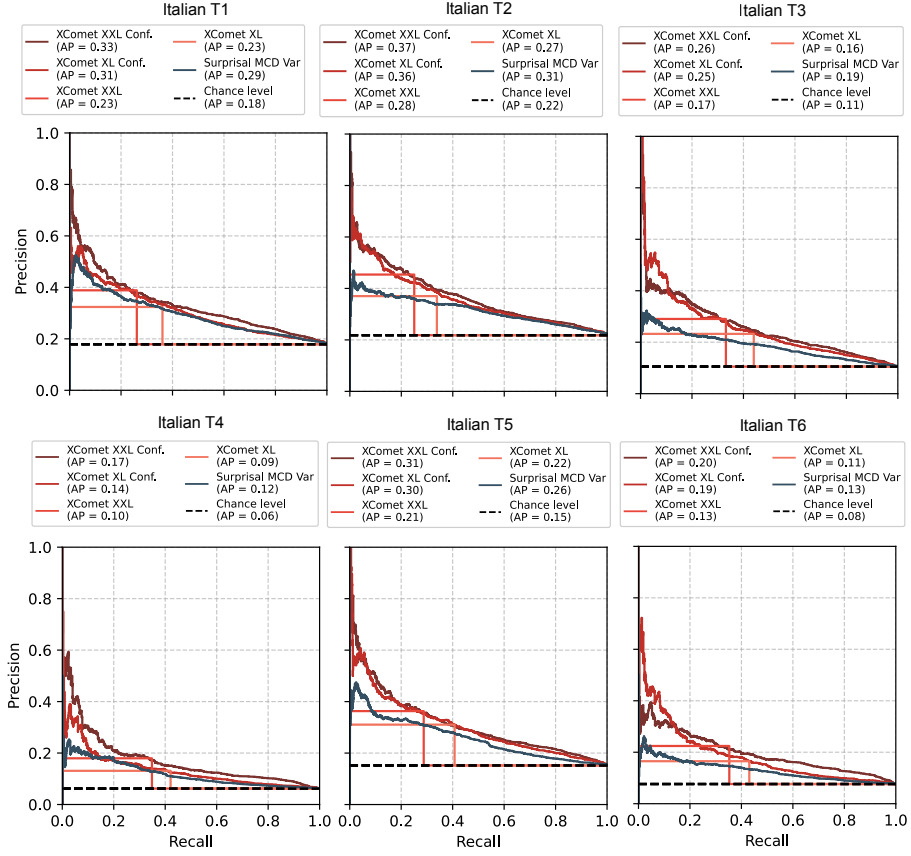 Italian T1
XComet XXL Conf.
(AP = 0.33)
XComet XL Conf.
(AP = 0.31)
XComet XXL
(AP = 0.23)
XComet XL
(AP = 0.23)
Surprisal MCD Var
(AP = 0.29)
Chance level
(AP = 0.18)
Italian T2
XComet XXL Conf.
(AP = 0.37)
XComet XL Conf.
(AP = 0.36)
XComet XXL
(AP = 0.28)
XComet XL
(AP = 0.27)
Surprisal MCD Var
(AP = 0.31)
Chance level
(AP = 0.22)
Italian T3
XComet XXL Conf.
(AP = 0.26)
XComet XL Conf.
(AP = 0.25)
XComet XXL
(AP = 0.17)
XComet XL
(AP = 0.16)
Surprisal MCD Var
(AP = 0.19)
Chance level
(AP = 0.11)
Precision
1.0
0.8
0.6
0.4
0.2
0.0
Italian T4
XComet XXL Conf.
(AP = 0.17)
XComet XL Conf.
(AP = 0.14)
XComet XXL
(AP = 0.10)
XComet XL
(AP = 0.09)
Surprisal MCD Var
(AP = 0.12)
Chance level
(AP = 0.06)
Italian T5
XComet XXL Conf.
(AP = 0.31)
XComet XL Conf.
(AP = 0.30)
XComet XXL
(AP = 0.21)
XComet XL
(AP = 0.22)
Surprisal MCD Var
(AP = 0.26)
Chance level
(AP = 0.15)
Italian T6
XComet XXL Conf.
(AP = 0.20)
XComet XL Conf.
(AP = 0.19)
XComet XXL
(AP = 0.13)
XComet XL
(AP = 0.11)
Surprisal MCD Var
(AP = 0.13)
Chance level
(AP = 0.08)
Precision
1.0
0.8
0.6
0.4
0.2
0.0
0.0 0.2 0.4 0.6 0.8 1.0
Recall
0.0 0.2 0.4 0.6 0.8 1.0
Recall
0.0 0.2 0.4 0.6 0.8 1.0
Recall